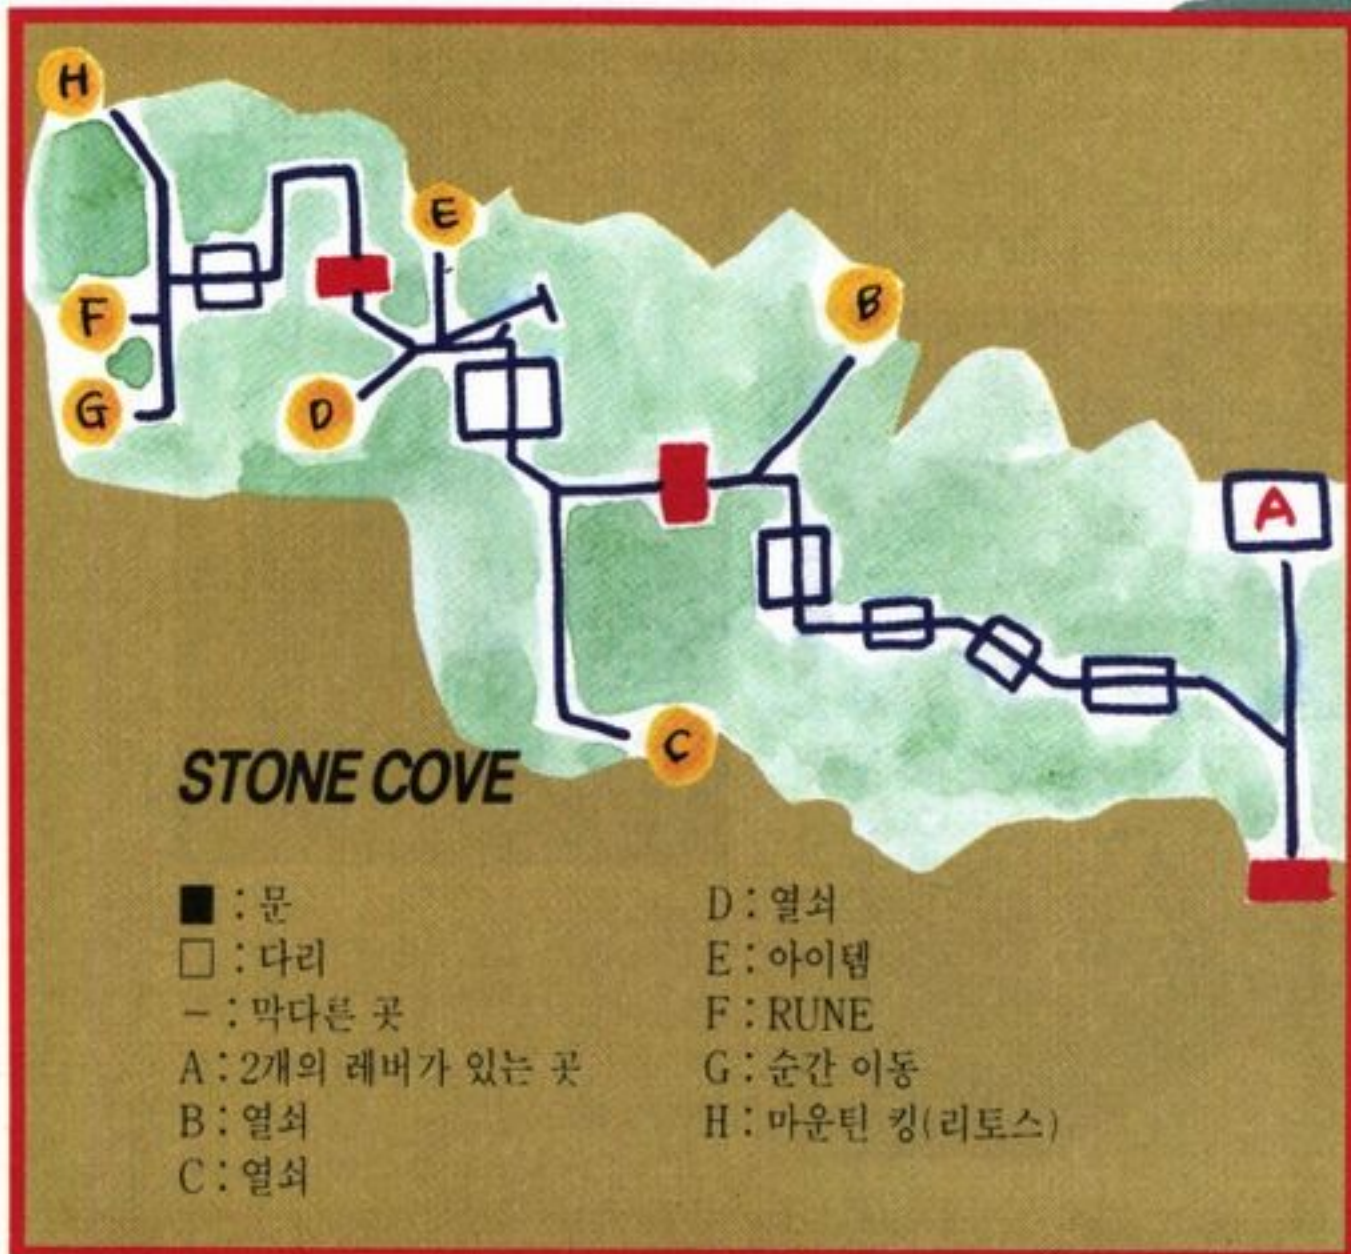 H
E
F
B
G
D
A
C
STONE COVE
■ : 문
□ : 다리
– : 막다른 곳
A : 2개의 레버가 있는 곳
B : 열쇠
C : 열쇠
D : 열쇠
E : 아이템
F : RUNE
G : 순간 이동
H : 마운틴 킹(리토스)